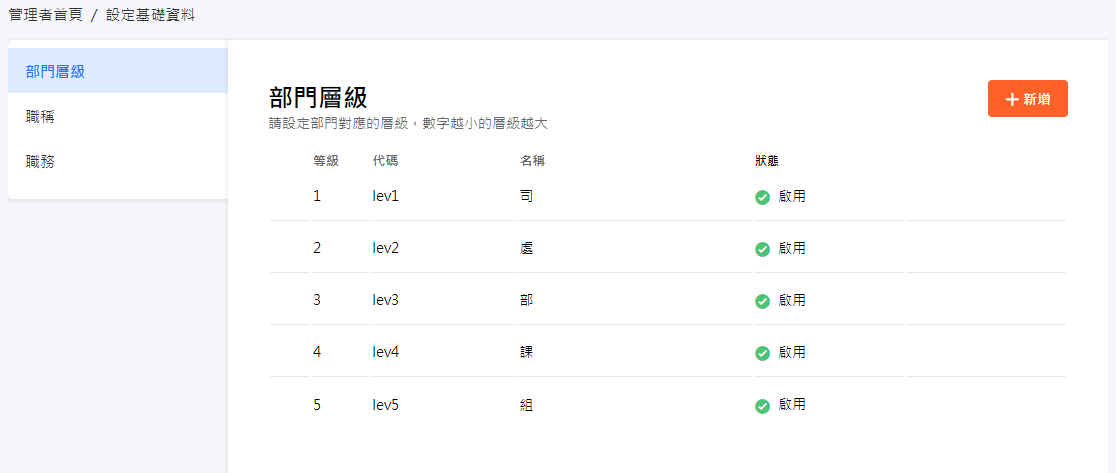 管理者首頁 / 設定基礎資料
部門層級
職稱
職務
部門層級
請設定部門對應的層級，數字越小的層級越大
新增
等級 代碼 名稱 狀態
1 lev1 司 啟用
2 lev2 處 啟用
3 lev3 部 啟用
4 lev4 課 啟用
5 lev5 組 啟用